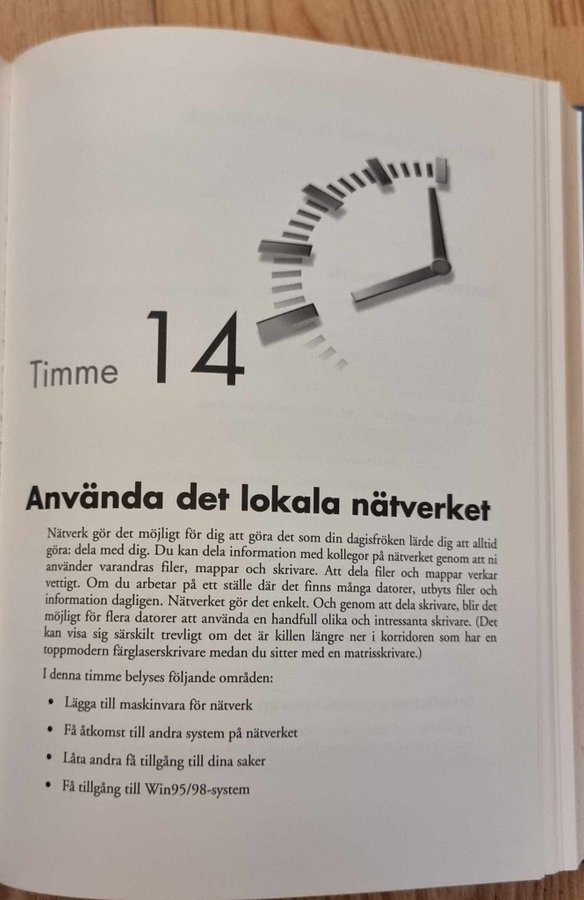 Timme 14
Använda det lokala nätverket
Nätverk gör det möjligt för dig att göra det som din dagisfröken lärde dig att alltid
göra: dela med dig. Du kan dela information med kollegor på nätverket genom att ni
använder varandras filer, mappar och skrivare. Att dela filer och mappar verkar
vettigt. Om du arbetar på ett ställe där det finns många datorer, utbyts filer och
information dagligen. Nätverket gör det enkelt. Och genom att dela skrivare, blir det
möjligt för flera datorer att använda en handfull olika och intressanta skrivare. (Det
kan visa sig särskilt trevligt om det är killen längre ner i korridoren som har en
toppmodern färglaserskrivare medan du sitter med en matrisskrivare.)
I denna timme belyses följande områden:
• Lägga till maskinvara för nätverk
• Få åtkomst till andra system på nätverket
• Låta andra få tillgång till dina saker
• Få tillgång till Win95/98-system